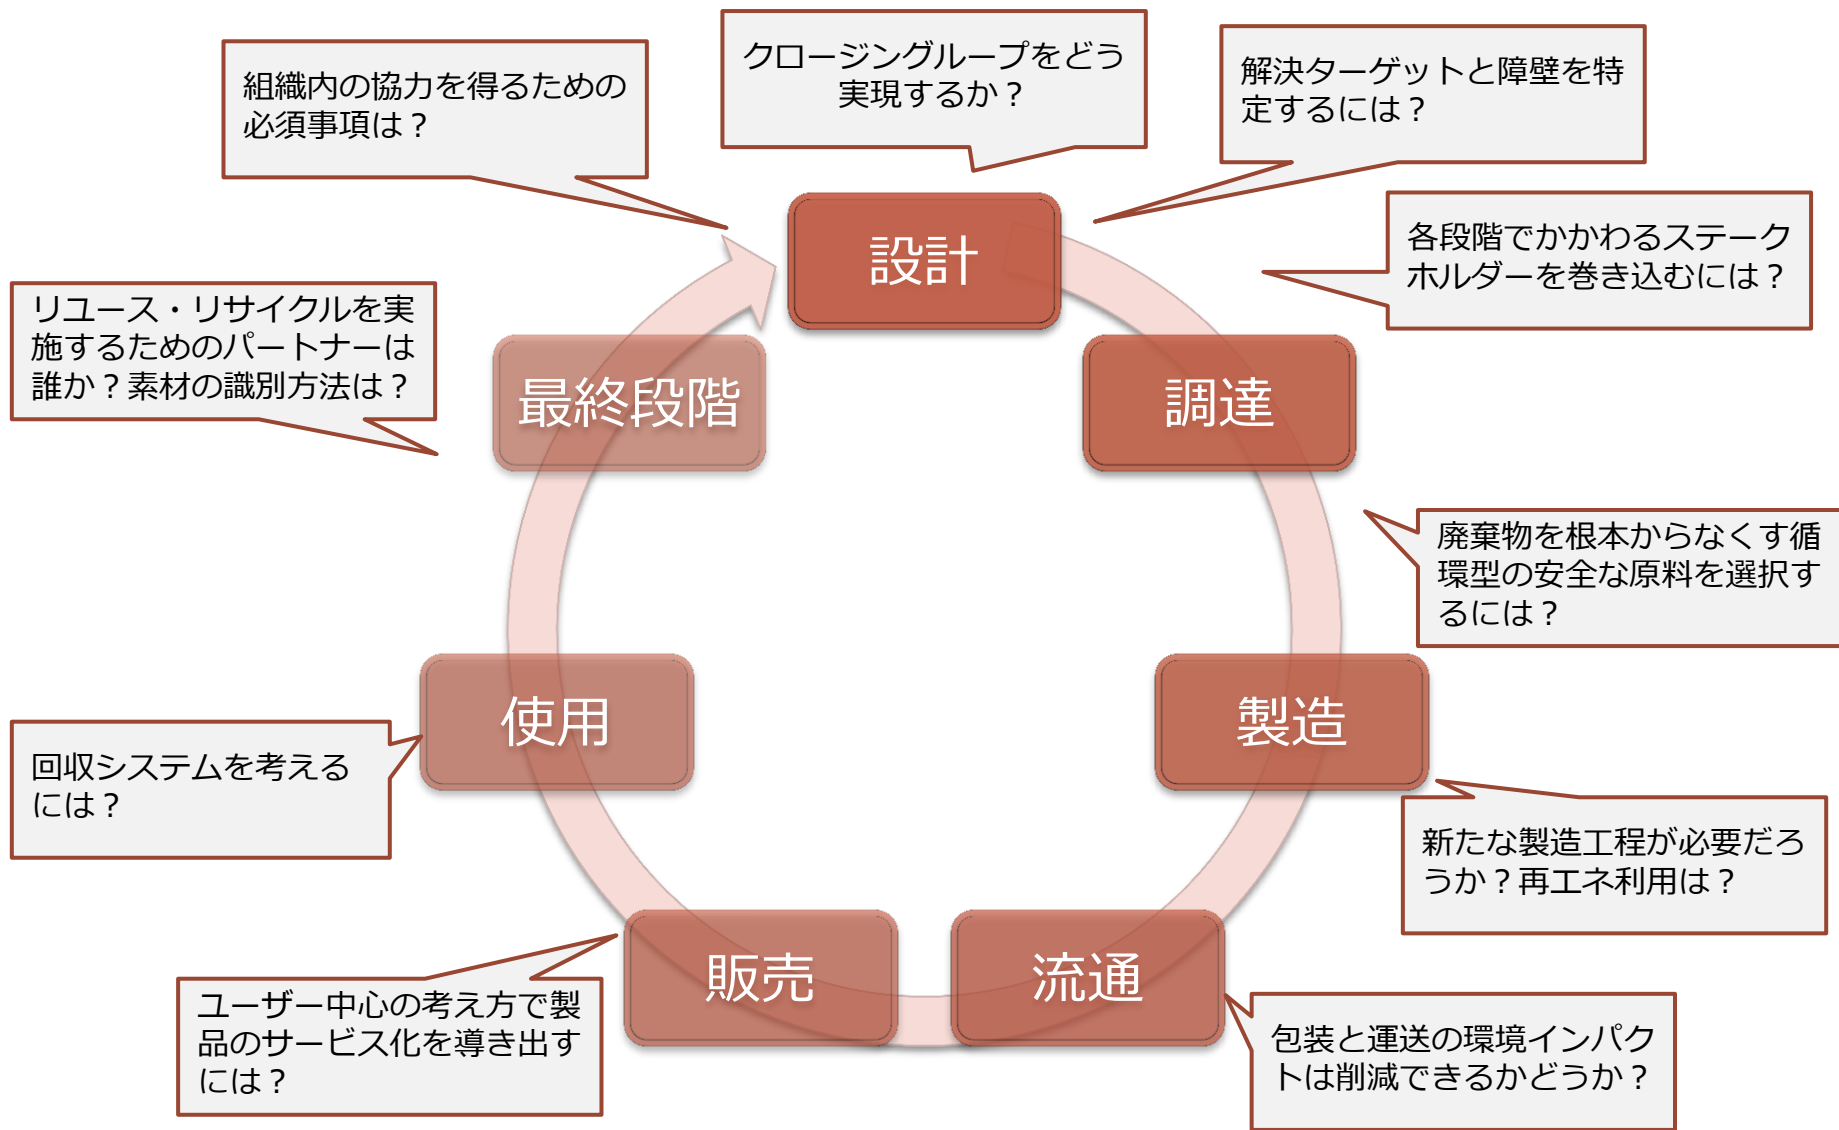 クロージングループをどう
実現するか？
組織内の協力を得るための
必須事項は？
解決ターゲットと障壁を特
定するには？
各段階でかかわるステーク
ホルダーを巻き込むには？
設計
リユース・リサイクルを実
施するためのパートナーは
誰か？素材の識別方法は？
最終段階
調達
廃棄物を根本からなくす循
環型の安全な原料を選択す
るには？
使用
製造
回収システムを考える
には？
新たな製造工程が必要だろ
うか？再エネ利用は？
販売
流通
ユーザー中心の考え方で製
品のサービス化を導き出す
には？
包装と運送の環境インパク
トは削減できるかどうか？